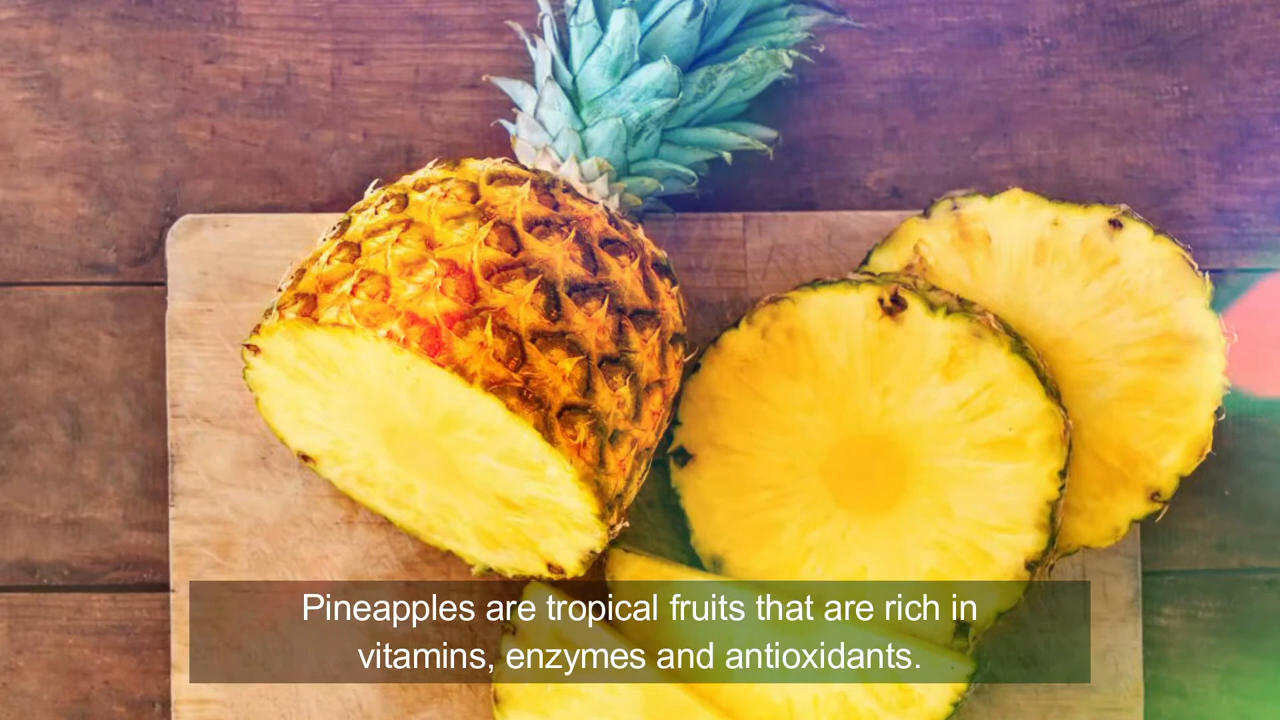 Pineapples are tropical fruits that are rich in
vitamins, enzymes and antioxidants.